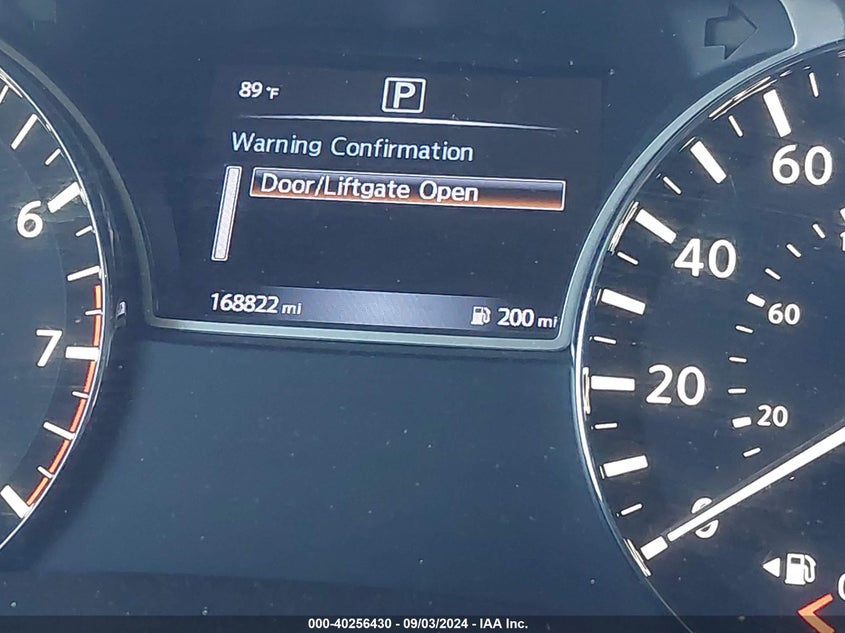 89°F
P
Warning Confirmation
Door/Liftgate Open
168822 mi
200 mi
6
7
60
40
20
0
60
20
000-40256430 - 09/03/2024 - IAA Inc.